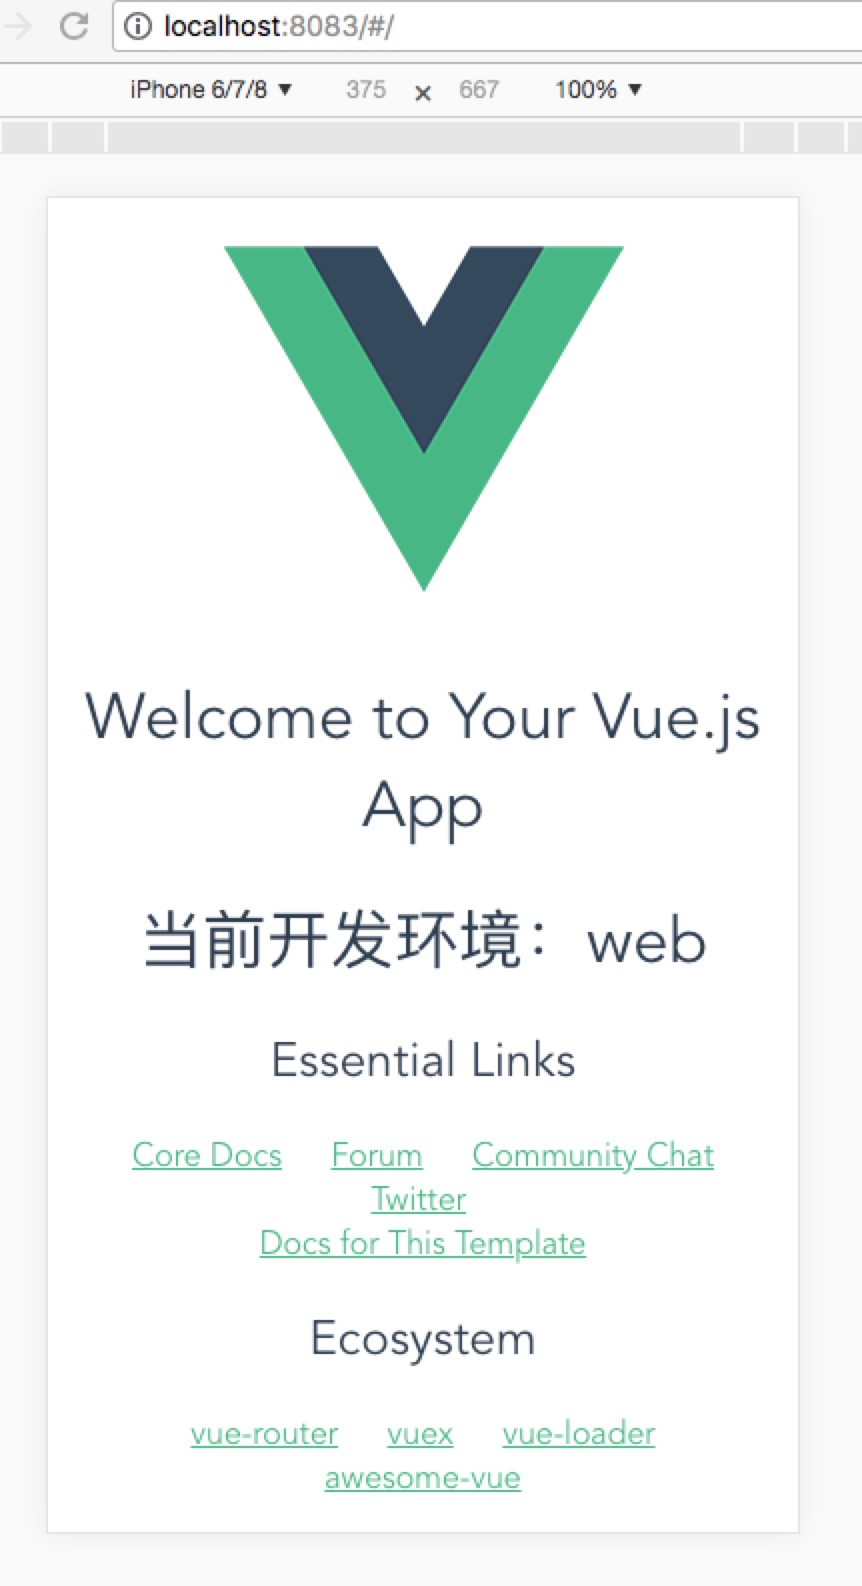 localhost:8083/#/
iPhone 6/7/8 ▼ 375 × 667 100% ▼
Welcome to Your Vue.js
App
当前开发环境：web
Essential Links
Core Docs Forum Community Chat
Twitter
Docs for This Template
Ecosystem
vue-router vuex vue-loader
awesome-vue